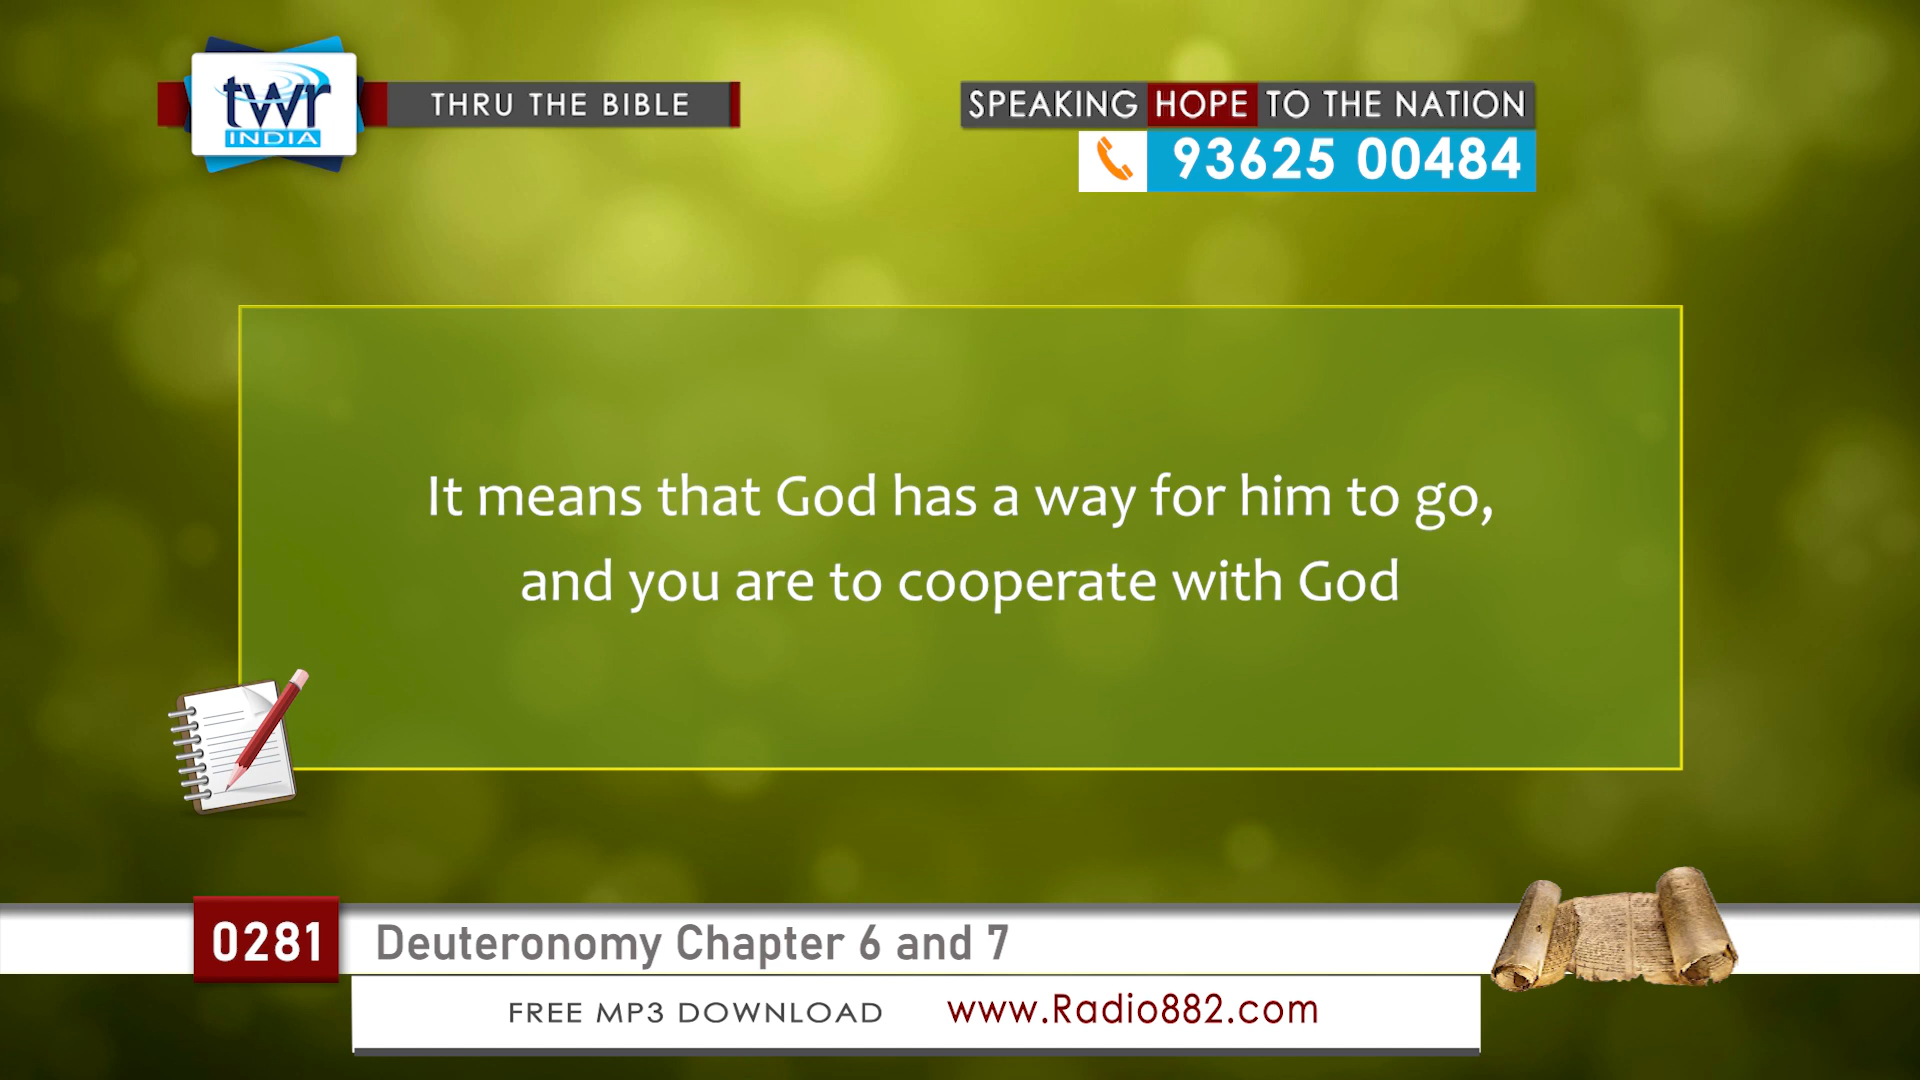 twr
INDIA
THRU THE BIBLE
SPEAKING HOPE TO THE NATION
93625 00484
It means that God has a way for him to go,
and you are to cooperate with God
0281
Deuteronomy Chapter 6 and 7
FREE MP3 DOWNLOAD www.Radio882.com